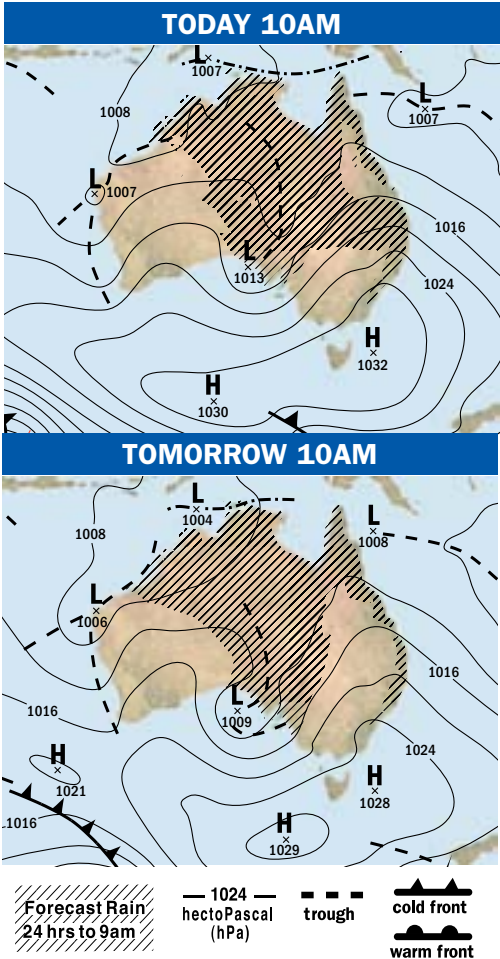 TODAY 10AM
L
1007
L
1007
1008
L
1007
1016
L
1013
1024
H
1032
H
1030
TOMORROW 10AM
L
1004
L
1008
1008
L
1006
1016
L
1009
1016
1024
H
1021
H
1028
1016
H
1029
Forecast Rain
24 hrs to 9am
1024
hectoPascal
(hPa)
trough
cold front
warm front